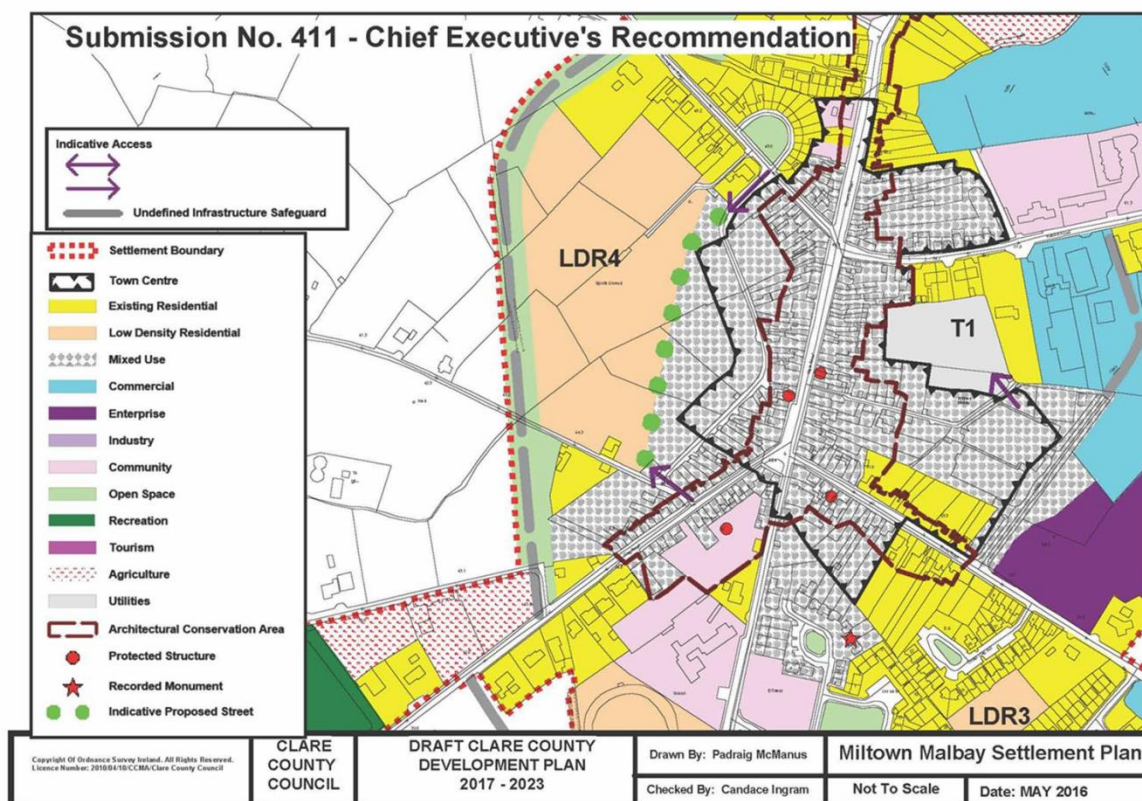 Submission No. 411 - Chief Executive's Recommendation
Indicative Access
Undefined Infrastructure Safeguard
Settlement Boundary
Town Centre
Existing Residential
Low Density Residential
Mixed Use
Commercial
Enterprise
Industry
Community
Open Space
Recreation
Tourism
Agriculture
Utilities
Architectural Conservation Area
Protected Structure
Recorded Monument
Indicative Proposed Street
LDR4
T1
LDR3
Copyright Of Ordnance Survey Ireland. All Rights Reserved.
Licence Number: 2010/04/10/CCMA/Clare County Council
CLARE
COUNTY
COUNCIL
DRAFT CLARE COUNTY
DEVELOPMENT PLAN
2017 - 2023
Drawn By: Padraig McManus
Checked By: Candace Ingram
Miltown Malbay Settlement Plan
Not To Scale
Date: MAY 2016